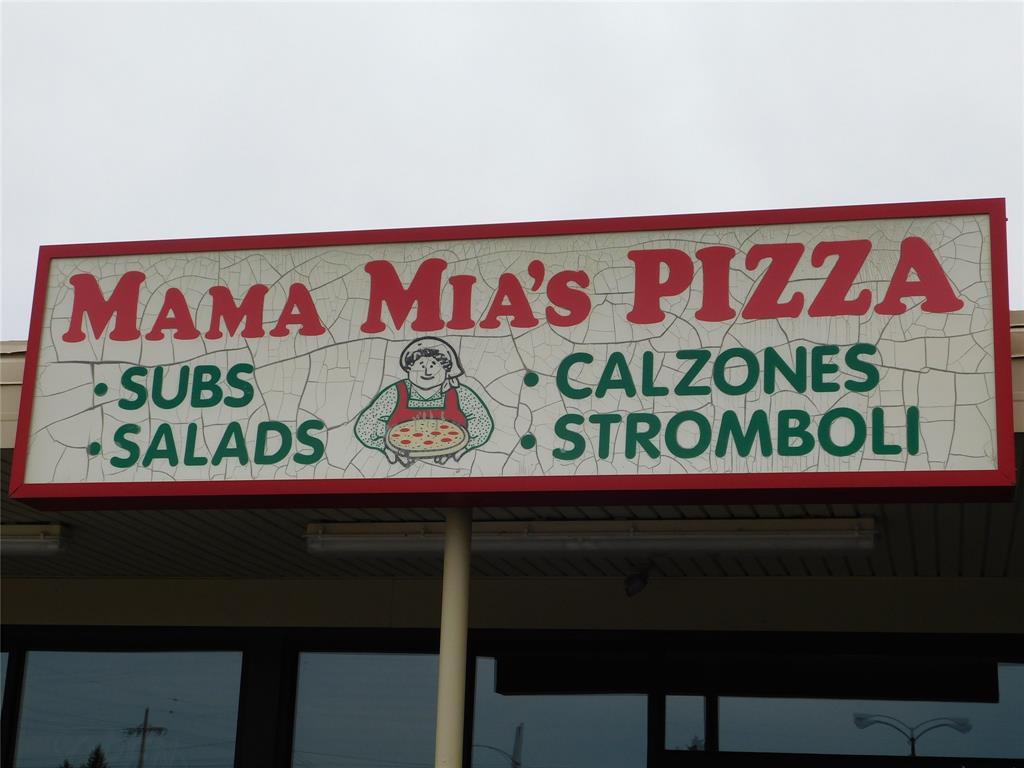 MAMA MIA'S PIZZA
• SUBS
• SALADS
• CALZONES
• STROMBOLI